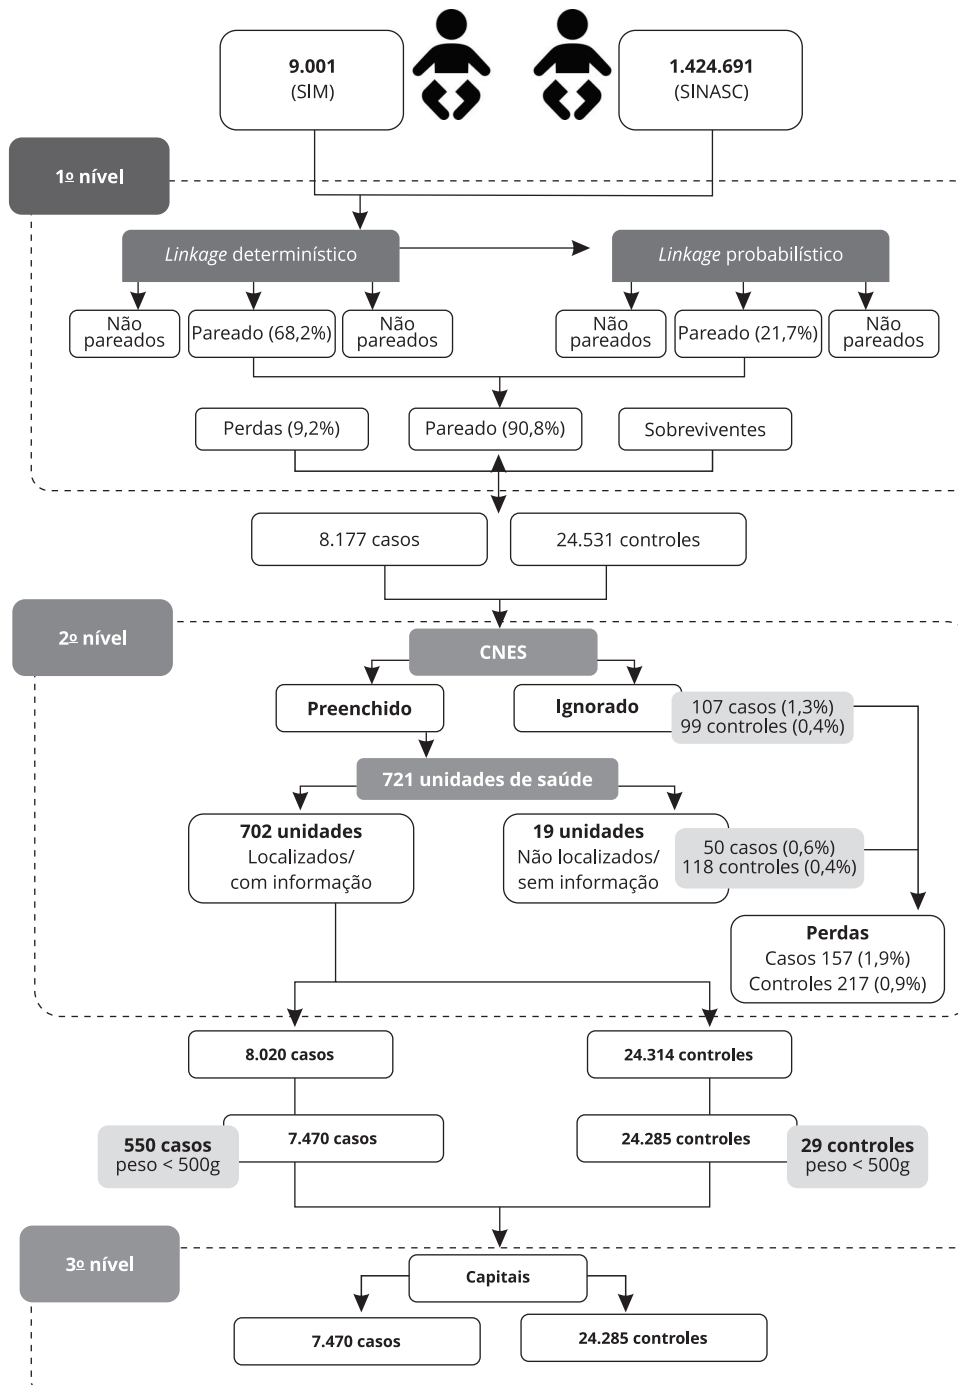 9.001
(SIM)
1.424.691
(SINASC)
1º nível
Linkage determinístico
Linkage probabilístico
Não
pareados
Pareado (68,2%)
Não
pareados
Não
pareados
Pareado (21,7%)
Não
pareados
Perdas (9,2%)
Pareado (90,8%)
Sobreviventes
8.177 casos
24.531 controles
2º nível
CNES
Preenchido
Ignorado
107 casos (1,3%)
99 controles (0,4%)
721 unidades de saúde
702 unidades
Localizados/
com informação
19 unidades
Não localizados/
sem informação
50 casos (0,6%)
118 controles (0,4%)
Perdas
Casos 157 (1,9%)
Controles 217 (0,9%)
8.020 casos
24.314 controles
550 casos
peso < 500g
7.470 casos
24.285 controles
29 controles
peso < 500g
3º nível
Capitais
7.470 casos
24.285 controles